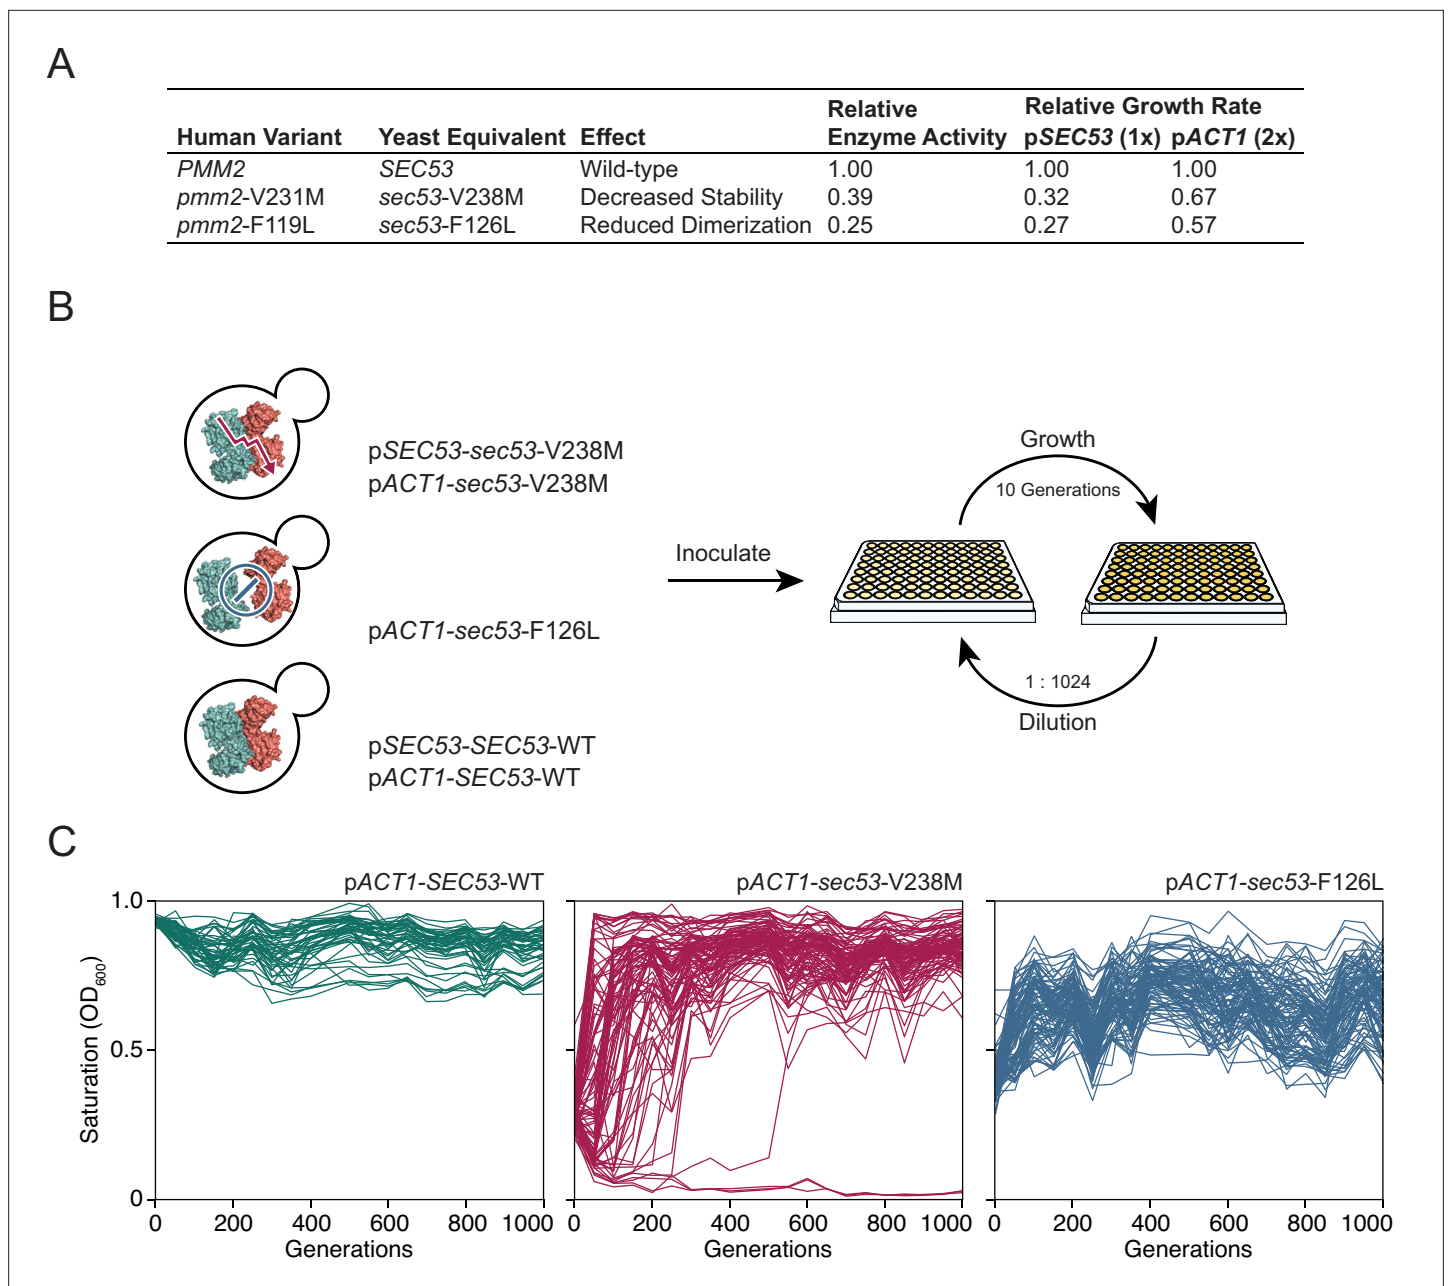 A
Relative Relative Growth Rate
Human Variant Yeast Equivalent Effect Enzyme Activity pSEC53 (1x) pACT1 (2x)
PMM2 SEC53 Wild-type 1.00 1.00 1.00
pmm2-V231M sec53-V238M Decreased Stability 0.39 0.32 0.67
pmm2-F119L sec53-F126L Reduced Dimerization 0.25 0.27 0.57
B
pSEC53-sec53-V238M
pACT1-sec53-V238M
pACT1-sec53-F126L
pSEC53-SEC53-WT
pACT1-SEC53-WT
Inoculate
Growth
10 Generations
1 : 1024
Dilution
C
pACT1-SEC53-WT pACT1-sec53-V238M pACT1-sec53-F126L
1.0
0.5
0
Saturation (OD600)
0 200 400 600 800 1000 0 200 400 600 800 1000 0 200 400 600 800 1000
Generations Generations Generations